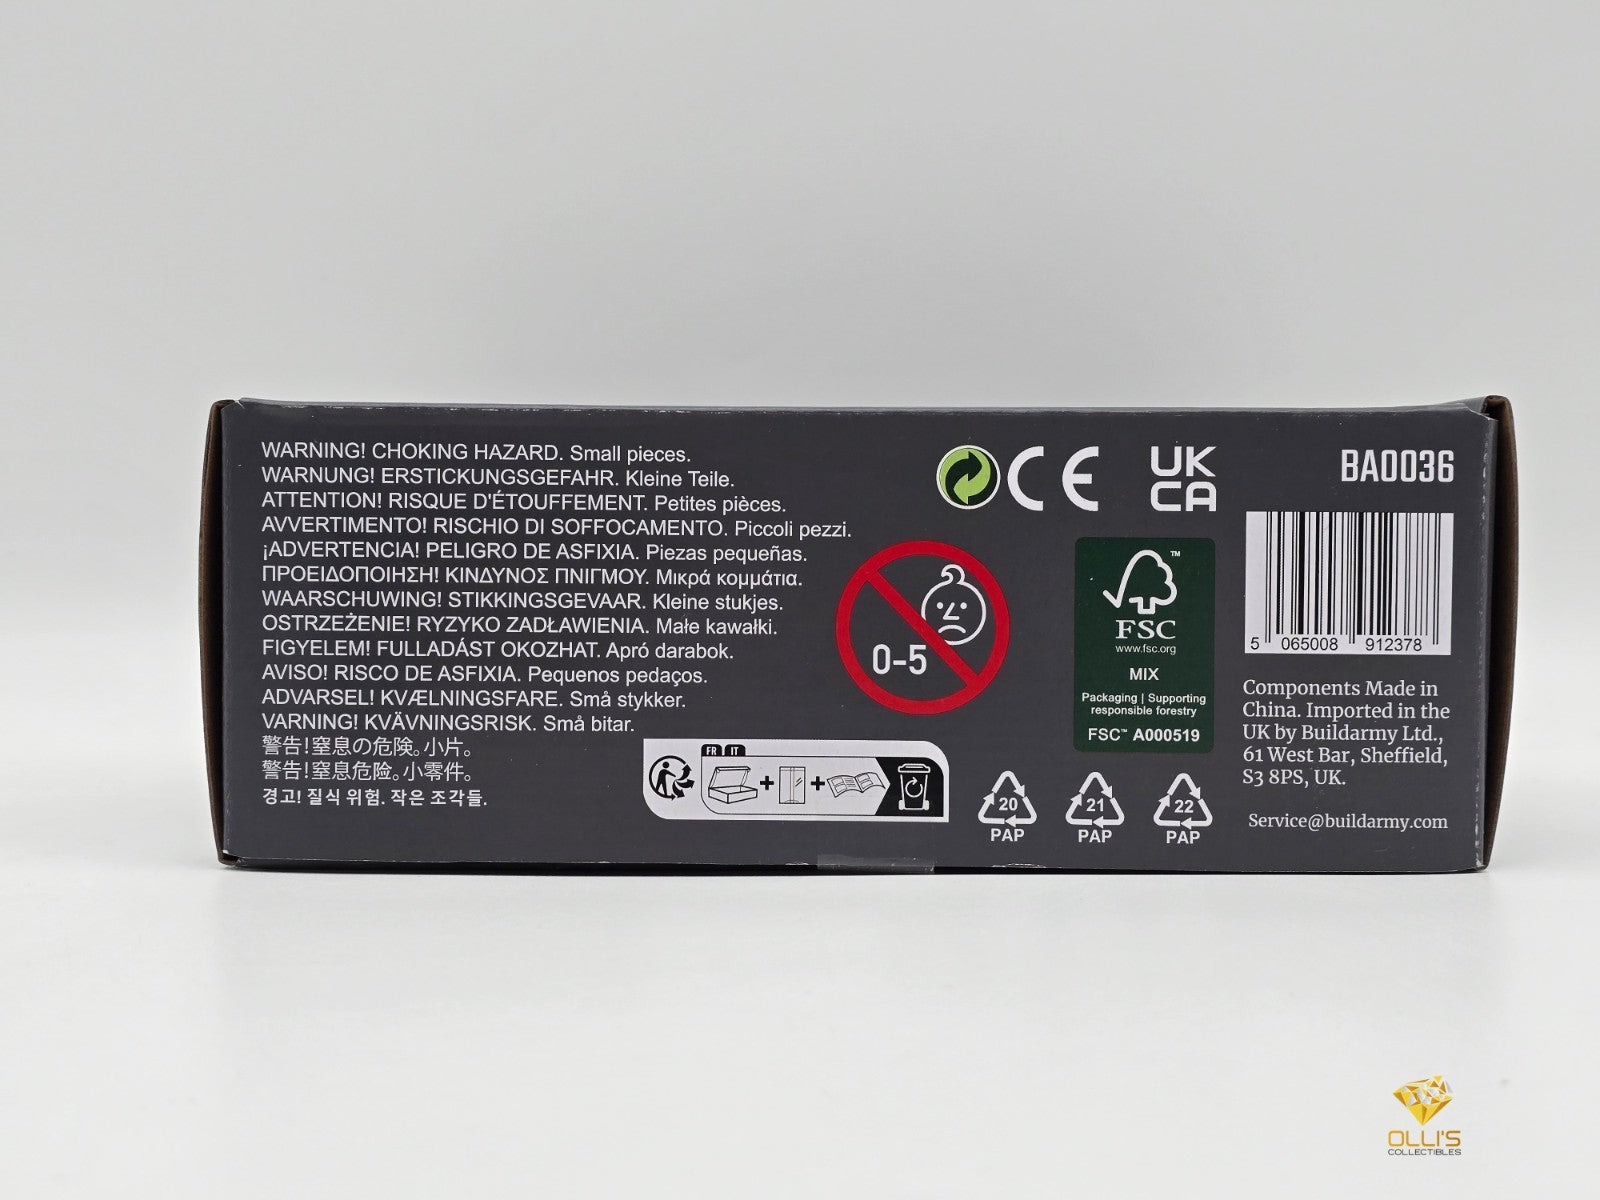 WARNING! CHOKING HAZARD. Small pieces.
WARNUNG! ERSTICKUNGSGEFAHR. Kleine Teile.
ATTENTION! RISQUE D'ÉTOUFFEMENT. Petites pièces.
AVVERTIMENTO! RISCHIO DI SOFFOCAMENTO. Piccoli pezzi.
¡ADVERTENCIA! PELIGRO DE ASFIXIA. Piezas pequeñas.
ΠΡΟΕΙΔΟΠΟΙΗΣΗ! ΚΙΝΔΥΝΟΣ ΠΝΙΓΜΟΥ. Μικρά κομμάτια.
WAARSCHUWING! STIKKINGSGEVAAR. Kleine stukjes.
OSTRZEŻENIE! RYZYKO ZADŁAWIENIA. Małe kawałki.
FIGYELEM! FULLADÁST OKOZHAT. Apró darabok.
AVISO! RISCO DE ASFIXIA. Pequenos pedaços.
ADVARSEL! KVÆLNINGSFARE. Små stykker.
VARNING! KVÄVNINGSRISK. Små bitar.
警告!窒息の危険。小片。
警告!窒息危险。小零件。
경고! 질식 위험. 작은 조각들.
FR IT
0-5
CE
UK
CA
FSC
™
www.fsc.org
MIX
Packaging | Supporting
responsible forestry
FSC™ A000519
20
PAP
21
PAP
22
PAP
BA0036
5 065008 912378
Components Made in
China. Imported in the
UK by Buildarmy Ltd.,
61 West Bar, Sheffield,
S3 8PS, UK.
Service@buildarmy.com
OLLI'S
COLLECTIBLES